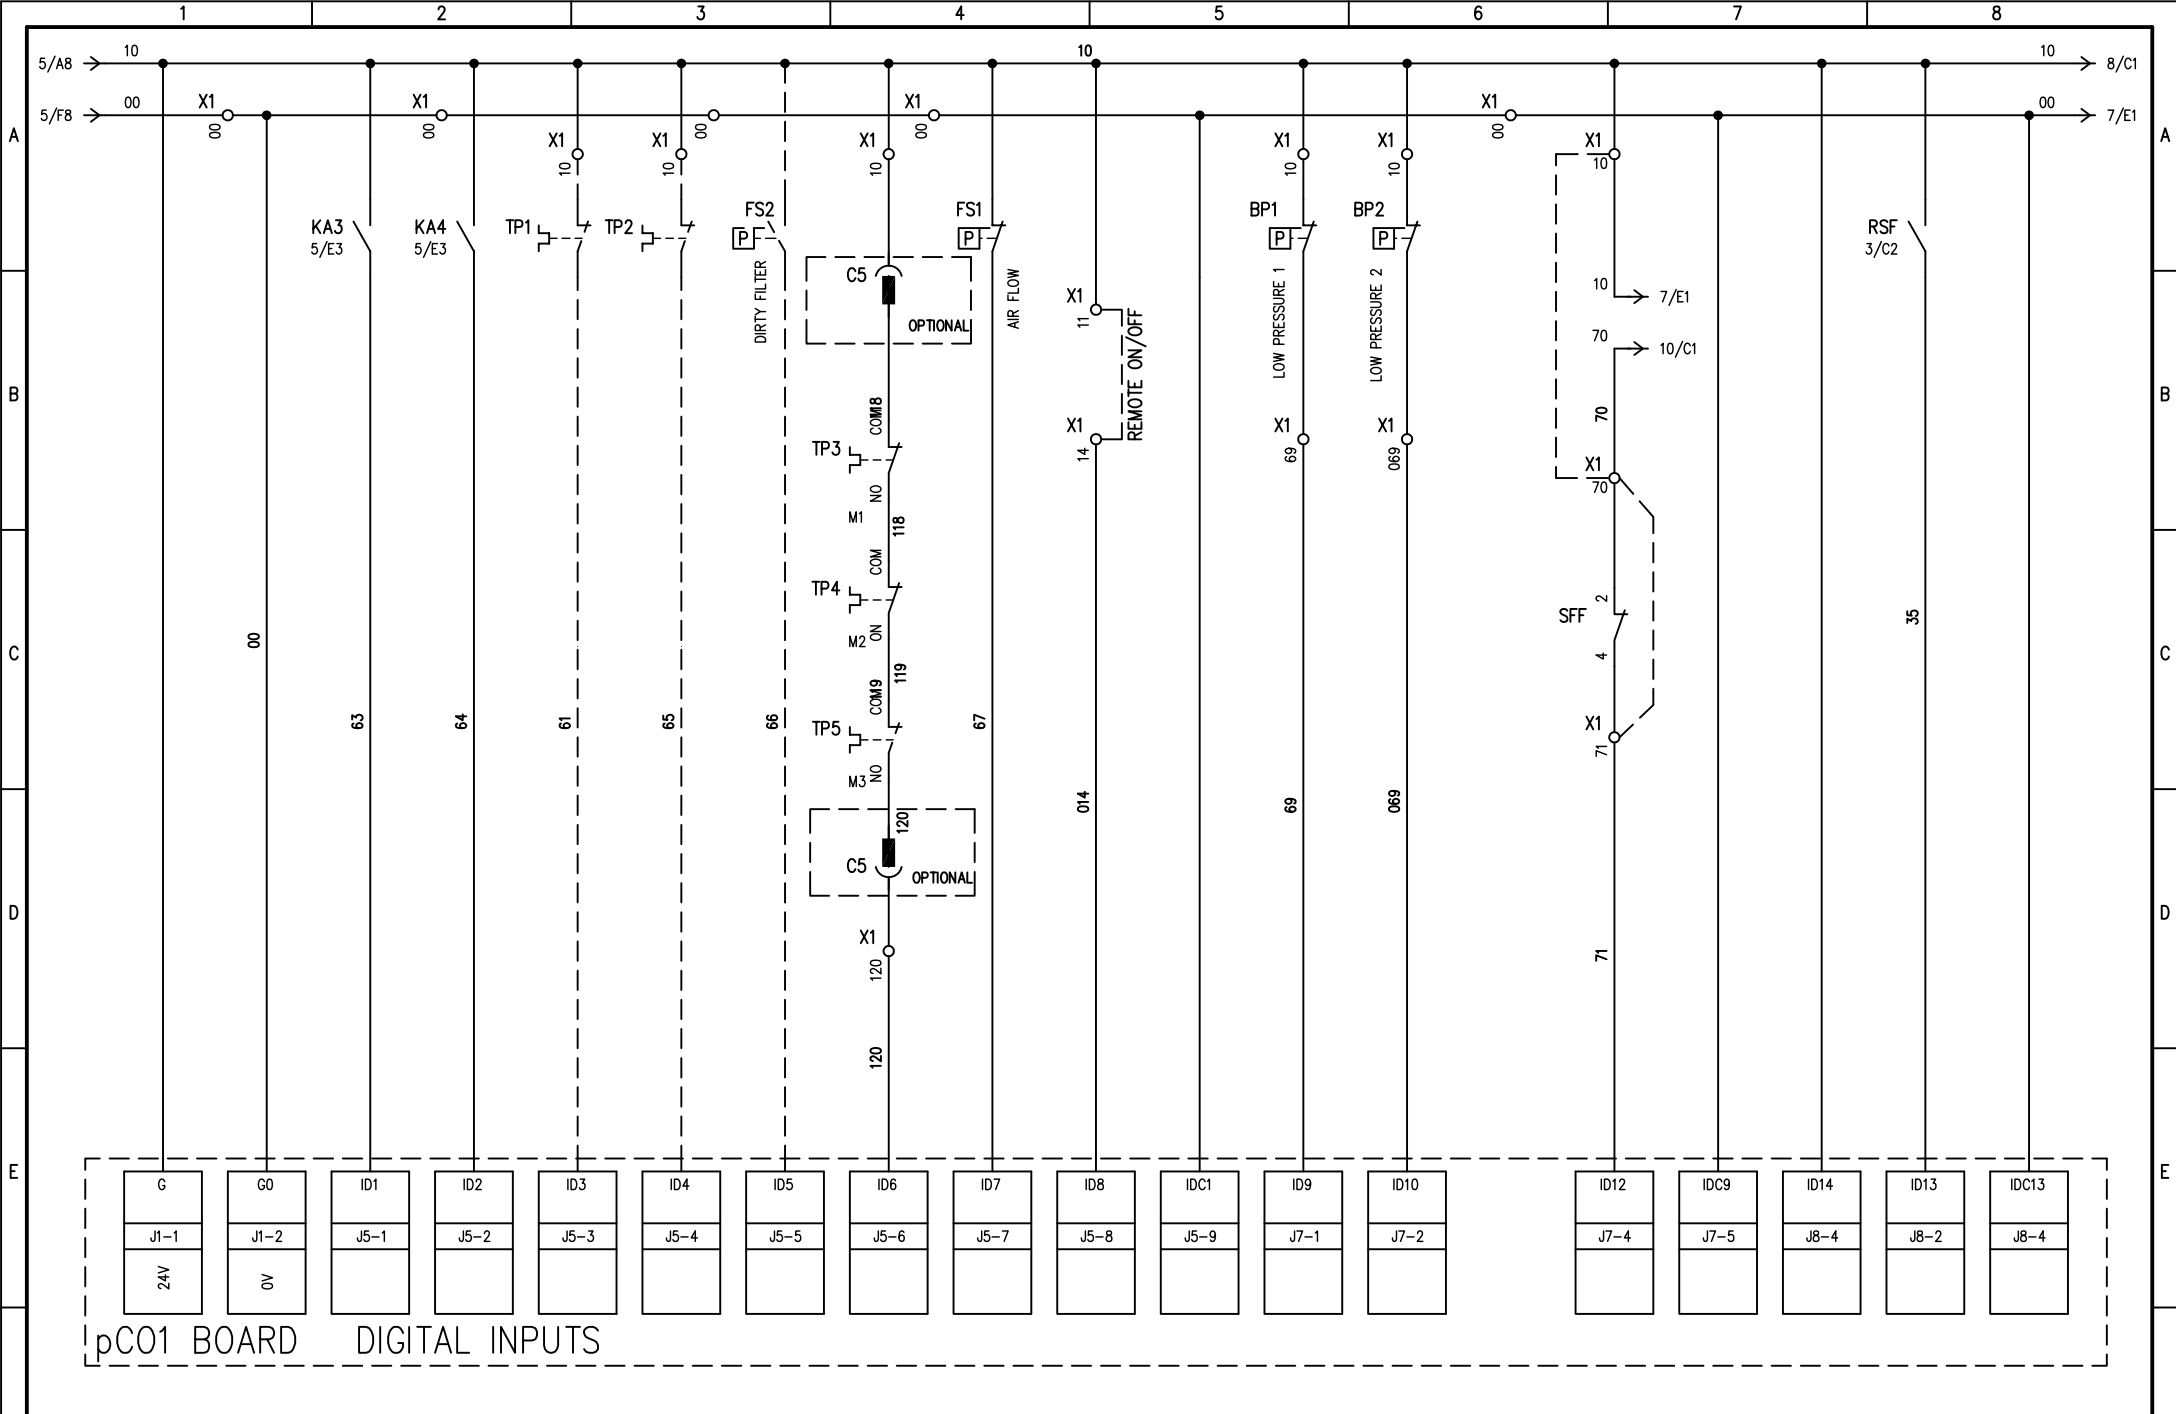 1 2 3 4 5 6 7 8
10 10 10
5/A8 8/C1
00 X1 X1 X1 X1 00
5/F8 7/E1
00 00 00 00 00
A X1 X1 X1 X1 X1 X1 A
10 10 10 10 10 10
FS2 FS1 BP1 BP2
KA3 KA4 TP1 TP2 RSF
5/E3 5/E3 P P P P 3/C2
C5
DIRTY FILTER
OPTIONAL
AIR FLOW
X1
11
REMOTE ON/OFF
LOW PRESSURE 1
LOW PRESSURE 2
10 7/E1
70 10/C1
B B
70
COM18
X1 X1 X1
14 69 069
TP3
NO
M1
118
X1
70
COM
TP4
M2 NO
119
2
SFF
4
35
C C
00
COM19
63 64 61 65 66 67
TP5
M3 NO
X1
71
120
014 69 069
C5 OPTIONAL
D D
X1
120
71
120
E E
G G0 ID1 ID2 ID3 ID4 ID5 ID6 ID7 ID8 IDC1 ID9 ID10 ID12 IDC9 ID14 ID13 IDC13
J1-1 J1-2 J5-1 J5-2 J5-3 J5-4 J5-5 J5-6 J5-7 J5-8 J5-9 J7-1 J7-2 J7-4 J7-5 J8-4 J8-2 J8-4
24V 0V
pCO1 BOARD DIGITAL INPUTS